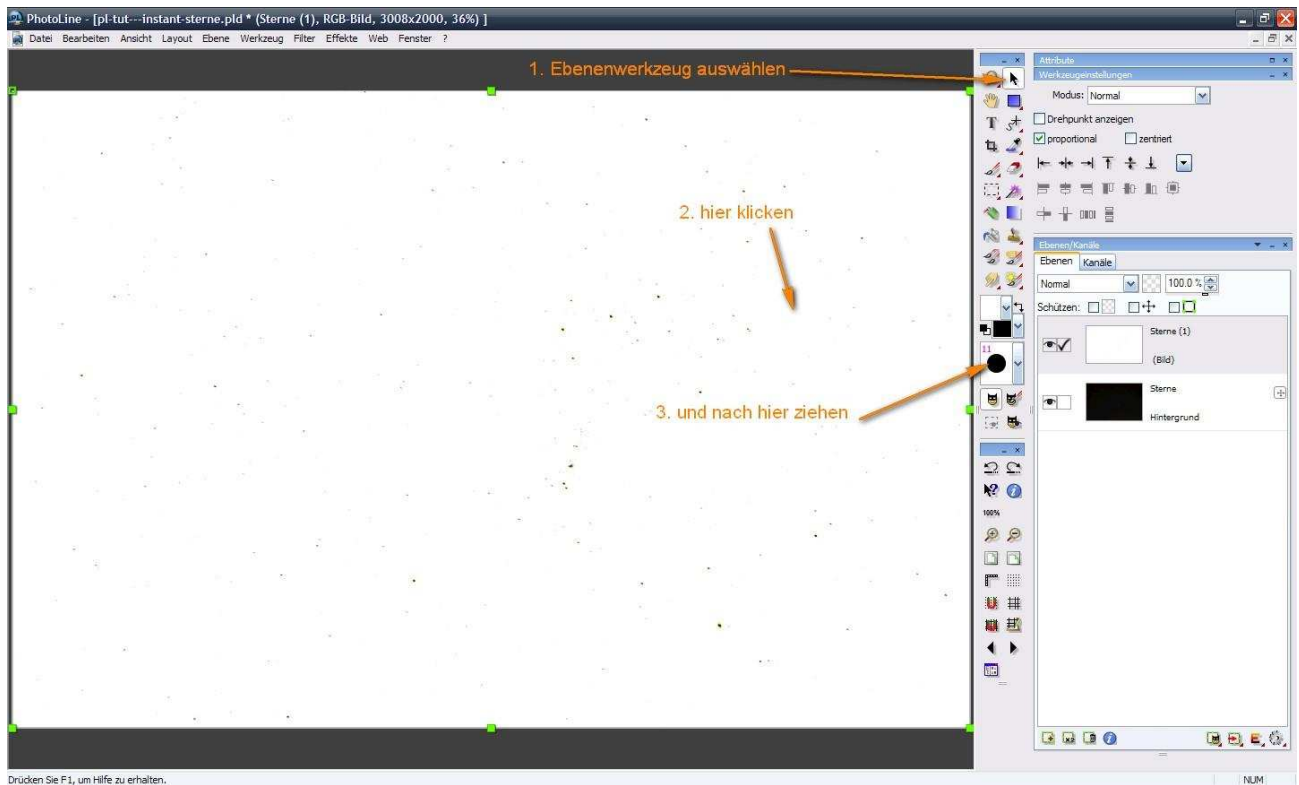 PhotoLine - [pl-tut---instant-sterne.pld * (Sterne (1), RGB-Bild, 3008x2000, 36%) ]
Datei Bearbeiten Ansicht Layout Ebene Werkzeug Filter Effekte Web Fenster ?
1. Ebenenwerkzeug auswählen
2. hier klicken
3. und nach hier ziehen
T
11
100%
Attribute
Werkzeugeinstellungen
Modus: Normal
Drehpunkt anzeigen
proportional zentriert
Ebenen/Kanäle
Ebenen Kanäle
Normal 100.0 %
Schützen:
Sterne (1)
(Bild)
Sterne
Hintergrund
Drücken Sie F1, um Hilfe zu erhalten.
NUM